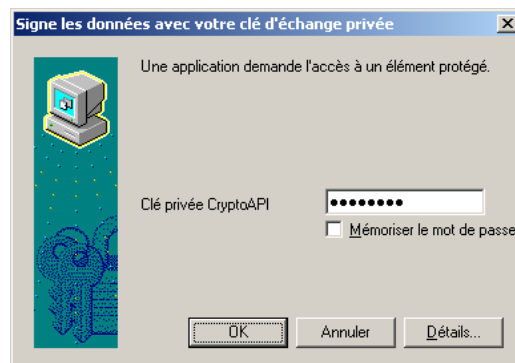 Signe les données avec votre clé d'échange privée
Une application demande l'accès à un élément protégé.
Clé privée CryptoAPI
Mémoriser le mot de passe
OK Annuler Détails...